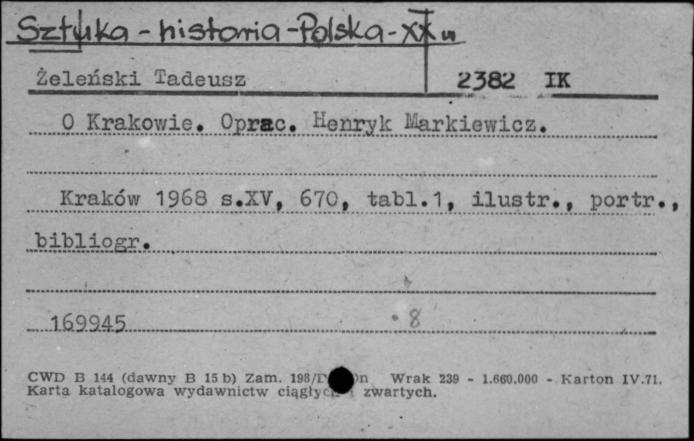 Sztuka - historia - Polska - XX w
Żeleński Tadeusz 2382 IK
O Krakowie. Oprac. Henryk Markiewicz.
Kraków 1968 s.XV, 670, tabl.1, ilustr., portr.,
bibliogr.
169945 8
CWD B 144 (dawny B 15 b) Zam. 198/ Wrak 239 - 1.660.000 - Karton IV.71.
Karta katalogowa wydawnictw ciągłych i zwartych.